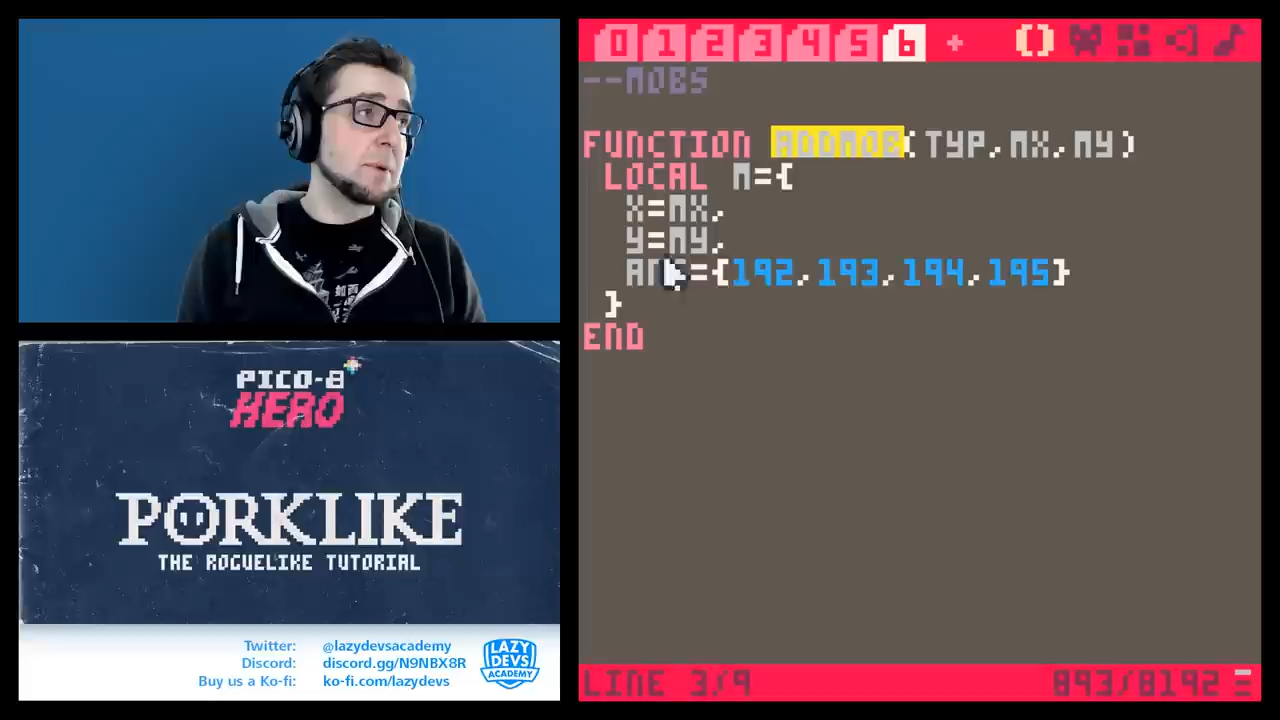 0 1 2 3 4 5 6 +
--MOBS
FUNCTION ADDMOB(TYP,MX,MY)
LOCAL M={
X=MX,
Y=MY,
={192,193,194,195}
}
END
LINE 3/9
893/8192
PICO-8
HERO
PORKLIKE
THE ROGUELIKE TUTORIAL
Twitter: @lazydevsacademy
Discord: discord.gg/N9NBX8R
Buy us a Ko-fi: ko-fi.com/lazydevs
LAZY
DEVS
ACADEMY